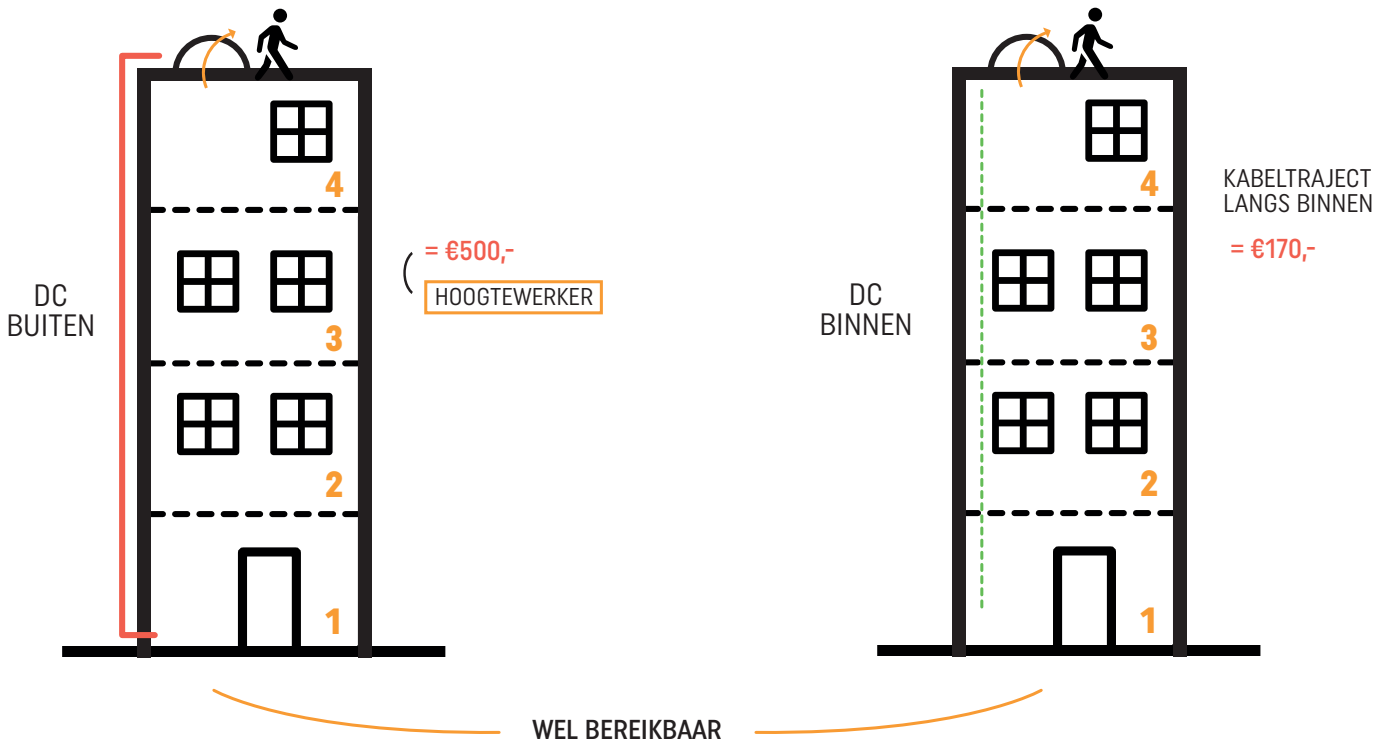 4
3
2
1
DC
BUITEN
= €500,-
HOOGTEWERKER
4
3
2
1
DC
BINNEN
KABELTRAJECT
LANGS BINNEN
= €170,-
WEL BEREIKBAAR